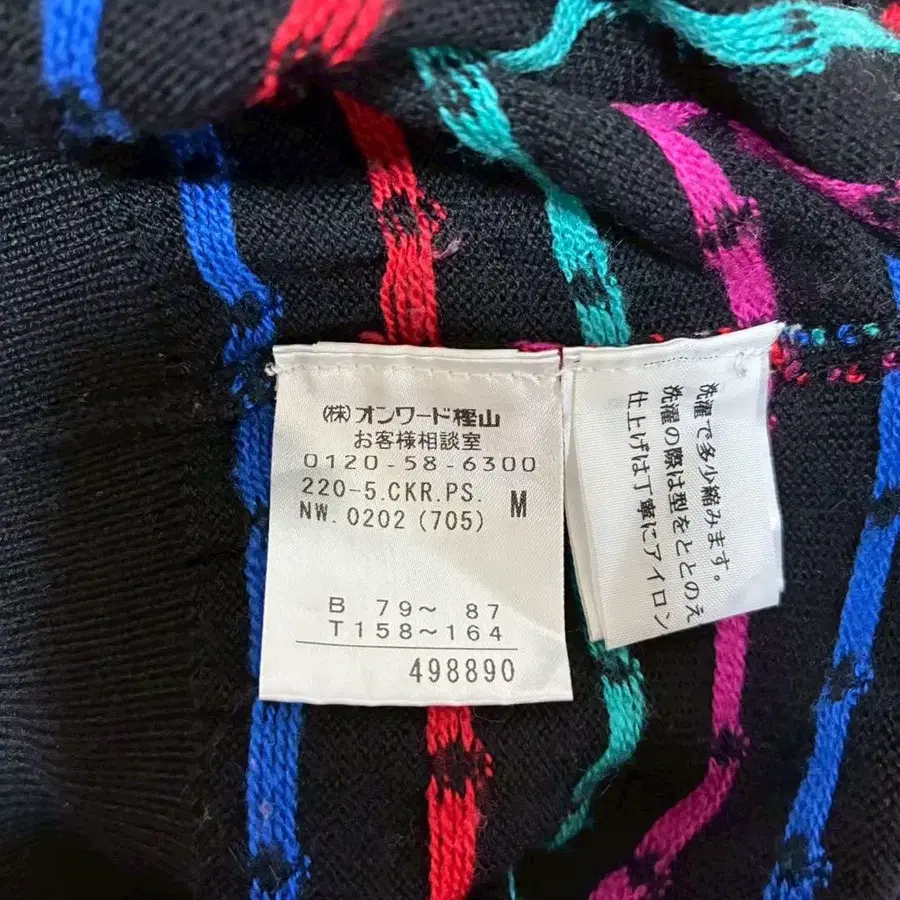 (株)オンワード樫山
お客様相談室
0120-58-6300
220-5.CKR.PS. M
NW. 0202 (705)
B 79～ 87
T158～164
498890
洗濯で多少縮みます。
洗濯の際は型をととのえ
仕上げは丁寧にアイロン